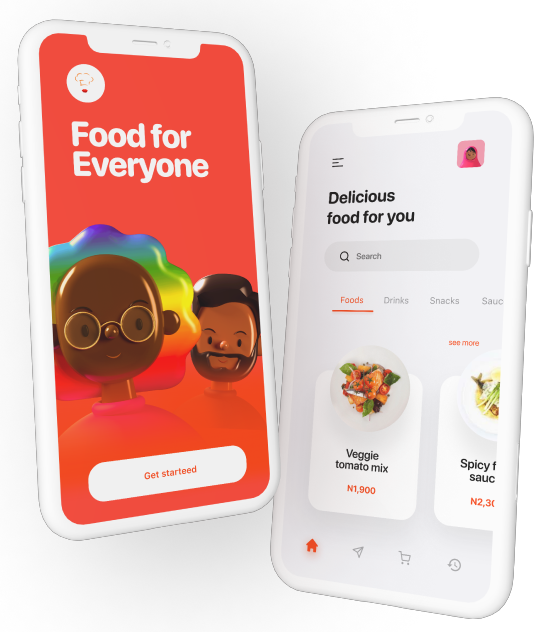 Food for
Everyone
Get starteed
Delicious
food for you
Search
Foods
Drinks
Snacks
Sauc
see more
Veggie
tomato mix
N1,900
Spicy f
sauc
N2,30